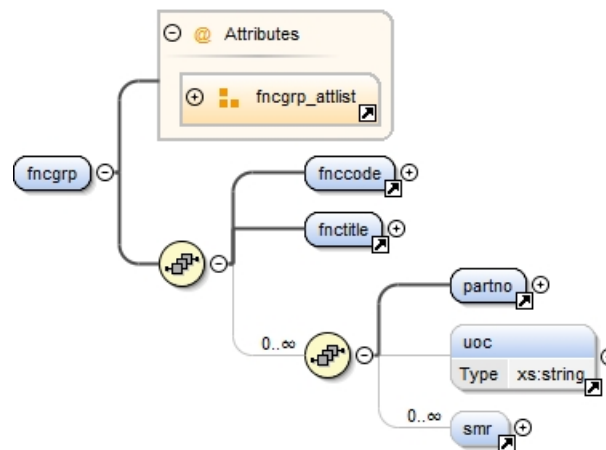 Attributes
fncgrp_attlist
fncgrp
fnccode
fnctitle
partno
0..∞
uoc
Type xs:string
0..∞
smr